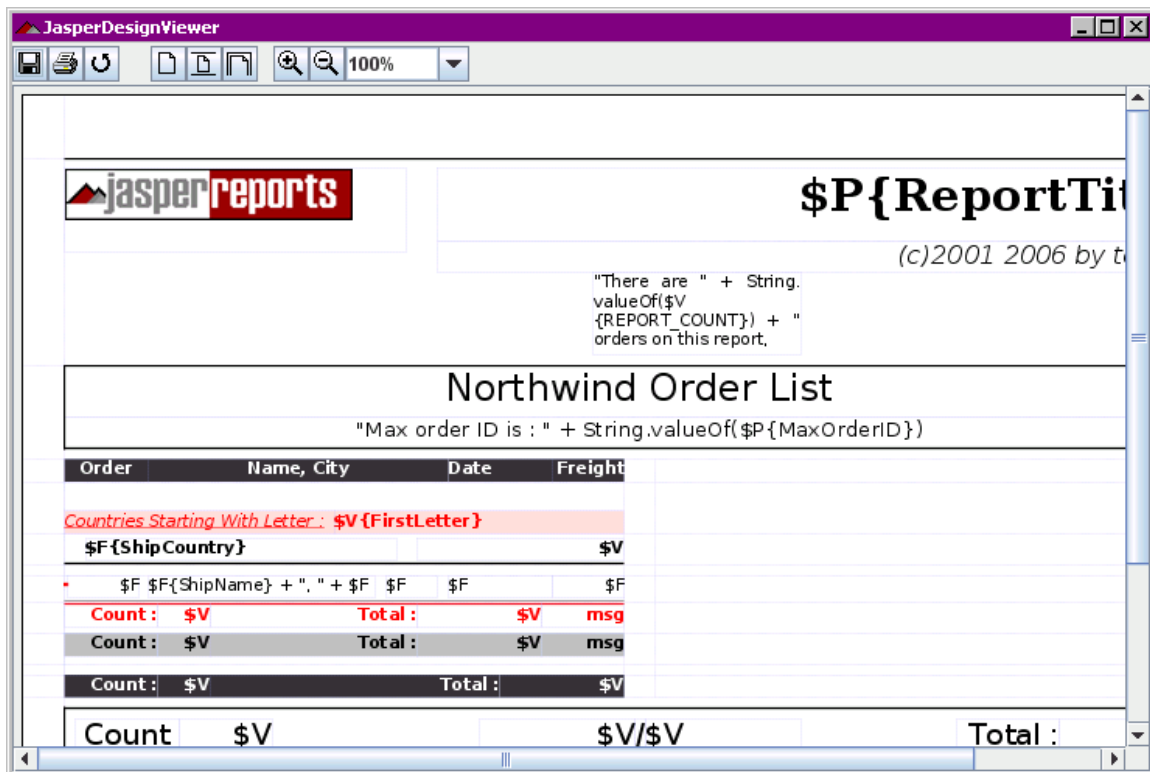 JasperDesignViewer
100%
jasperreports
$P{ReportTit
(c)2001 2006 by t
"There are " + String.
valueOf($V
{REPORT_COUNT}) + "
orders on this report,
Northwind Order List
"Max order ID is : " + String.valueOf($P{MaxOrderID})
Order Name, City Date Freight
Countries Starting With Letter : $V{FirstLetter}
$F{ShipCountry} $V
$F $F{ShipName} + ", " + $F $F $F $F
Count : $V Total : $V msg
Count : $V Total : $V msg
Count : $V Total : $V
Count $V $V/$V Total :